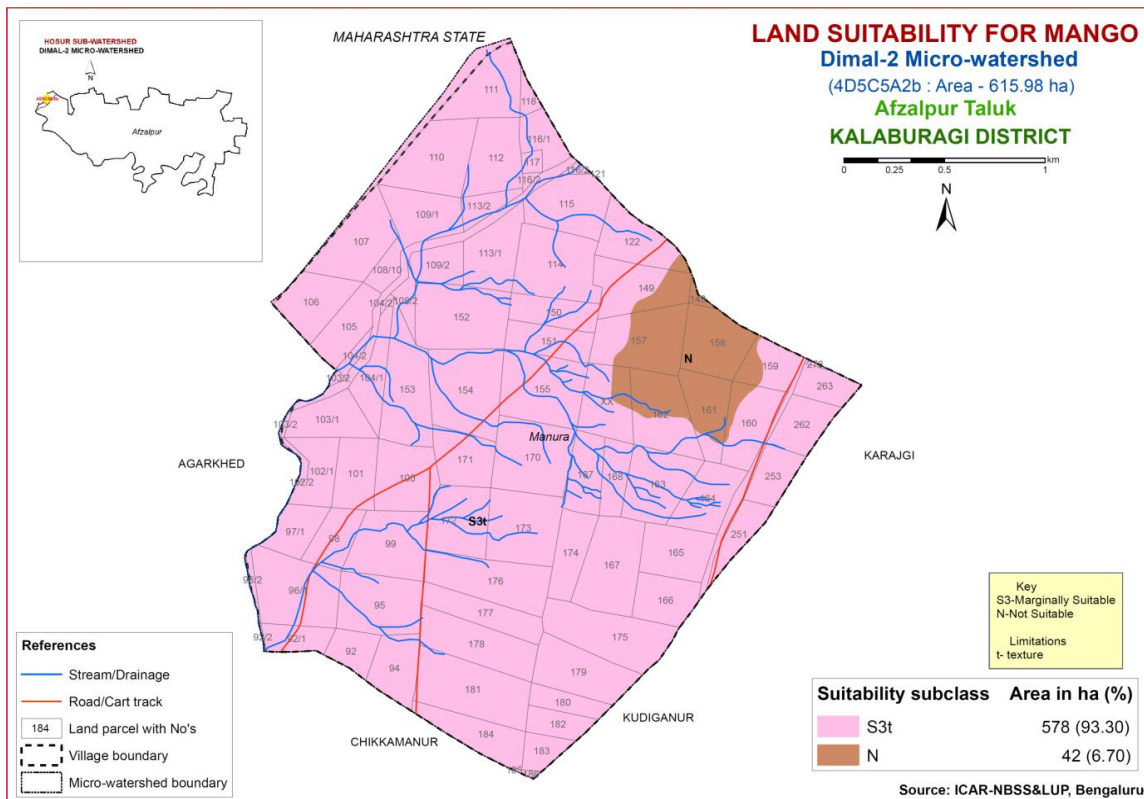 HOSUR SUB-WATERSHED
DIMAL-2 MICRO-WATERSHED
N
Afzalpur
MAHARASHTRA STATE
LAND SUITABILITY FOR MANGO
Dimal-2 Micro-watershed
(4D5C5A2b : Area - 615.98 ha)
Afzalpur Taluk
KALABURAGI DISTRICT
0 0.25 0.5 1 km
N
111
118
116/1
110 112 117
116/2 116/2 121
113/2 115
109/1
107 122
113/1
109/2 114
108/10 149
106 104/2 148
152 150
105
151 157 158
104/2 N 159 272
103/2 104/1 263
153 154 155
XX
161
103/2 103/1 162 160 262
Manura
AGARKHED KARAJGI
102/1 101 100 171 170
102/2 167 168 163 253
164
172 S3t 173
97/1 98 251
99 174 167 165
96/1 176
95 166
177
92/2 92/1 178 175
92
94 179
181
180
182
KUDIGANUR
184
CHIKKAMANUR 183
Key
S3-Marginally Suitable
N-Not Suitable
Limitations
t- texture
References
Stream/Drainage
Road/Cart track
184 Land parcel with No's
Village boundary
Micro-watershed boundary
Suitability subclass Area in ha (%)
S3t 578 (93.30)
N 42 (6.70)
Source: ICAR-NBSS&LUP, Bengaluru